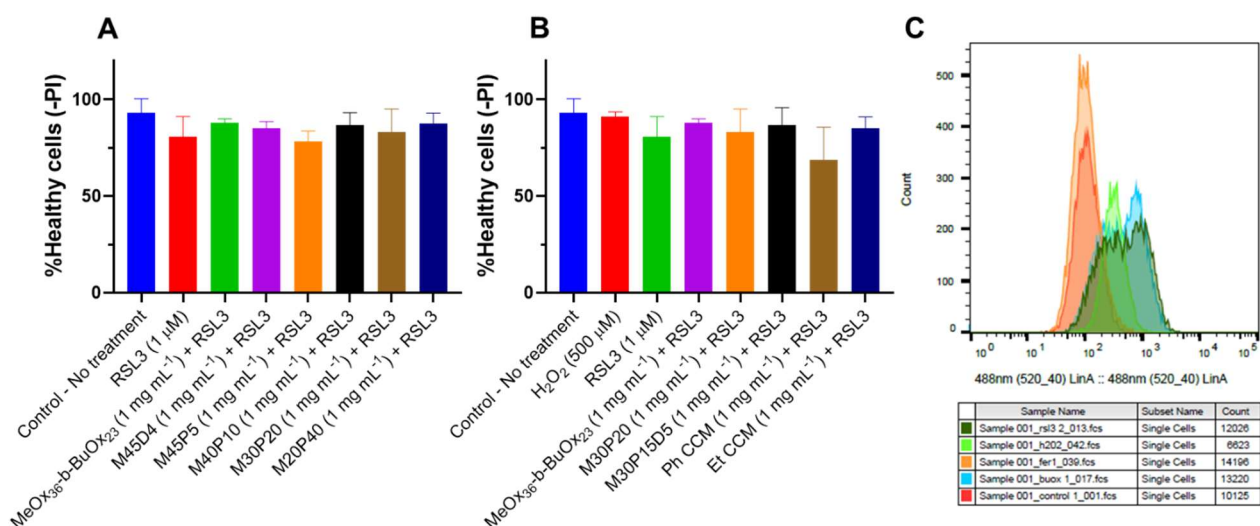 A
%Healthy cells (-PI)
100
50
0
Control - No treatment
RSL3 (1 µM)
MeOx36-b-BuOx23 (1 mg mL-1) + RSL3
M45D4 (1 mg mL-1) + RSL3
M45P5 (1 mg mL-1) + RSL3
M40P10 (1 mg mL-1) + RSL3
M30P20 (1 mg mL-1) + RSL3
M20P40 (1 mg mL-1) + RSL3
B
%Healthy cells (-PI)
100
50
0
Control - No treatment
H2O2 (500 µM)
RSL3 (1 µM)
MeOx36-b-BuOx23 (1 mg mL-1) + RSL3
M30P20 (1 mg mL-1) + RSL3
M30P15D5 (1 mg mL-1) + RSL3
Ph CCM (1 mg mL-1) + RSL3
Et CCM (1 mg mL-1) + RSL3
C
Count
500
400
300
200
100
0
10^0 10^1 10^2 10^3 10^4 10^5
488nm (520_40) LinA :: 488nm (520_40) LinA
Sample Name Subset Name Count
Sample 001_rsl3 2_013.fcs Single Cells 12026
Sample 001_h202_042.fcs Single Cells 6623
Sample 001_fer1_039.fcs Single Cells 14196
Sample 001_buox 1_017.fcs Single Cells 13220
Sample 001_control 1_001.fcs Single Cells 10125